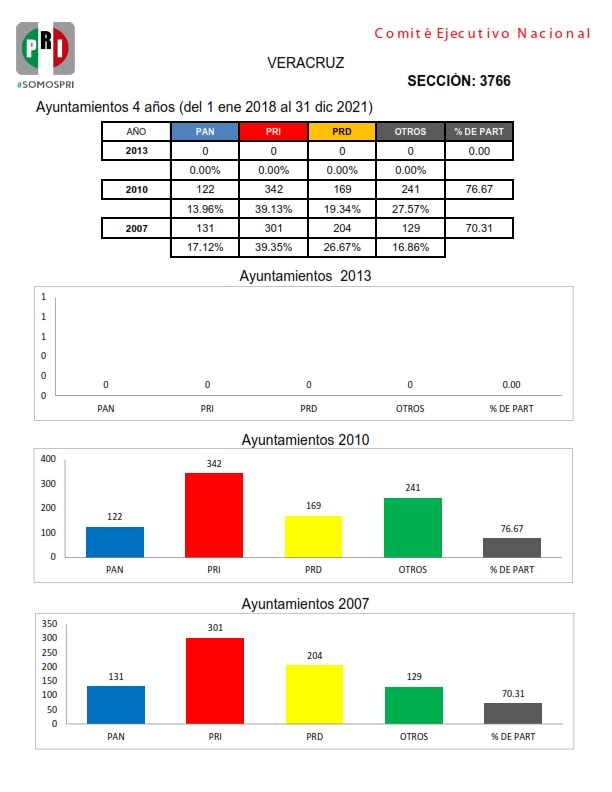 Comité Ejecutivo Nacional
PRI
#SOMOSPRI
VERACRUZ
SECCIÓN: 3766
Ayuntamientos 4 años (del 1 ene 2018 al 31 dic 2021)
AÑO PAN PRI PRD OTROS % DE PART
2013 0 0 0 0 0.00
0.00% 0.00% 0.00% 0.00%
2010 122 342 169 241 76.67
13.96% 39.13% 19.34% 27.57%
2007 131 301 204 129 70.31
17.12% 39.35% 26.67% 16.86%
Ayuntamientos 2013
1
1
1
0
0
0
0 0 0 0 0.00
PAN PRI PRD OTROS % DE PART
Ayuntamientos 2010
400
300
200
100
0
122 342 169 241 76.67
PAN PRI PRD OTROS % DE PART
Ayuntamientos 2007
350
300
250
200
150
100
50
0
131 301 204 129 70.31
PAN PRI PRD OTROS % DE PART